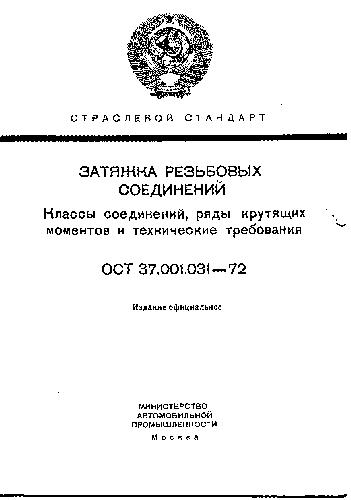 ОТРАСЛЕВОЙ СТАНДАРТ
ЗАТЯЖКА РЕЗЬБОВЫХ
СОЕДИНЕНИЙ
Классы соединений, ряды крутящих
моментов и технические требования
ОСТ 37.001.031—72
Издание официальное
МИНИСТЕРСТВО
АВТОМОБИЛЬНОЙ
ПРОМЫШЛЕННОСТИ
Москва